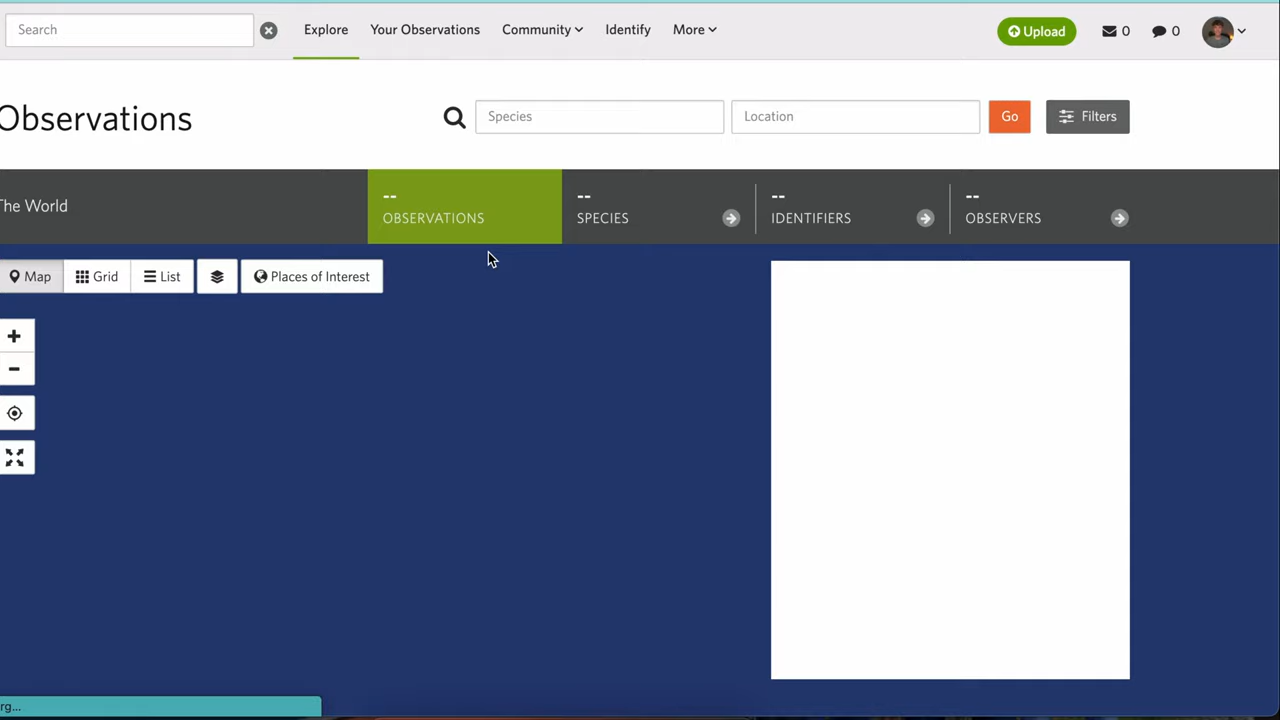 Search
Explore
Your Observations
Community
Identify
More
Upload
0
0
Observations
Species
Location
Go
Filters
The World
--
OBSERVATIONS
--
SPECIES
--
IDENTIFIERS
--
OBSERVERS
Map
Grid
List
Places of Interest
+
−
rg...